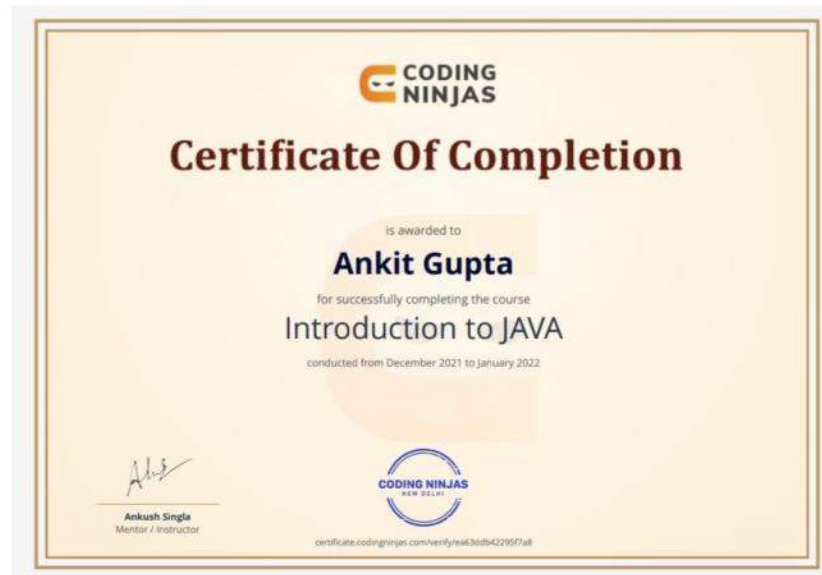 CODING
NINJAS
Certificate Of Completion
is awarded to
Ankit Gupta
for successfully completing the course
Introduction to JAVA
conducted from December 2021 to January 2022
CODING NINJAS
NEW DELHI
Ankush Singla
Mentor / Instructor
certificate.codingninjas.com/verify/ea63ddb42295f7a8